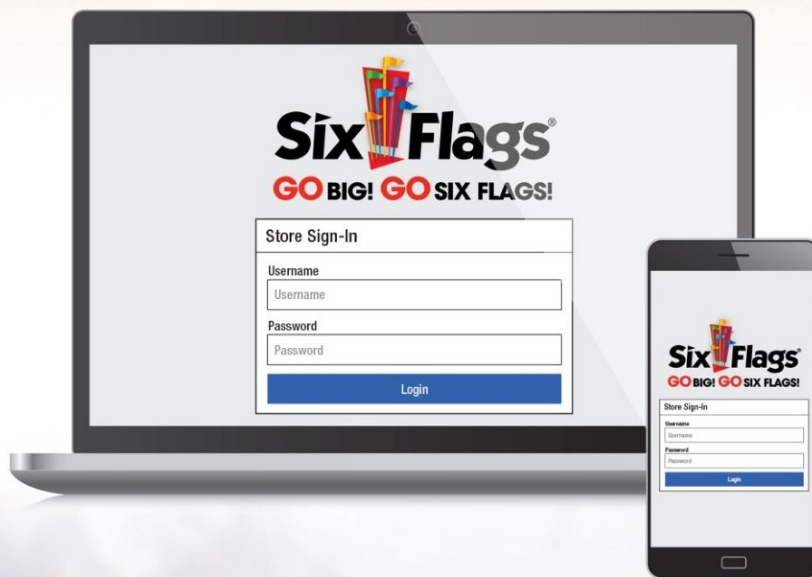 Six Flags®
GO BIG! GO SIX FLAGS!
Store Sign-In
Username
Username
Password
Password
Login
Six Flags®
GO BIG! GO SIX FLAGS!
Store Sign-In
Username
Username
Password
Password
Login